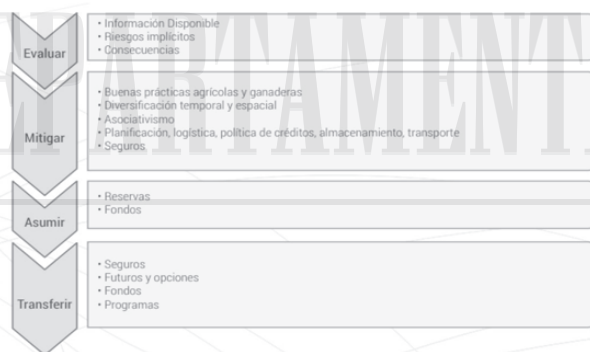 Evaluar
• Información Disponible
• Riesgos implícitos
• Consecuencias
Mitigar
• Buenas prácticas agrícolas y ganaderas
• Diversificación temporal y espacial
• Asociativismo
• Planificación, logística, política de créditos, almacenamiento, transporte
• Seguros
Asumir
• Reservas
• Fondos
Transferir
• Seguros
• Futuros y opciones
• Fondos
• Programas